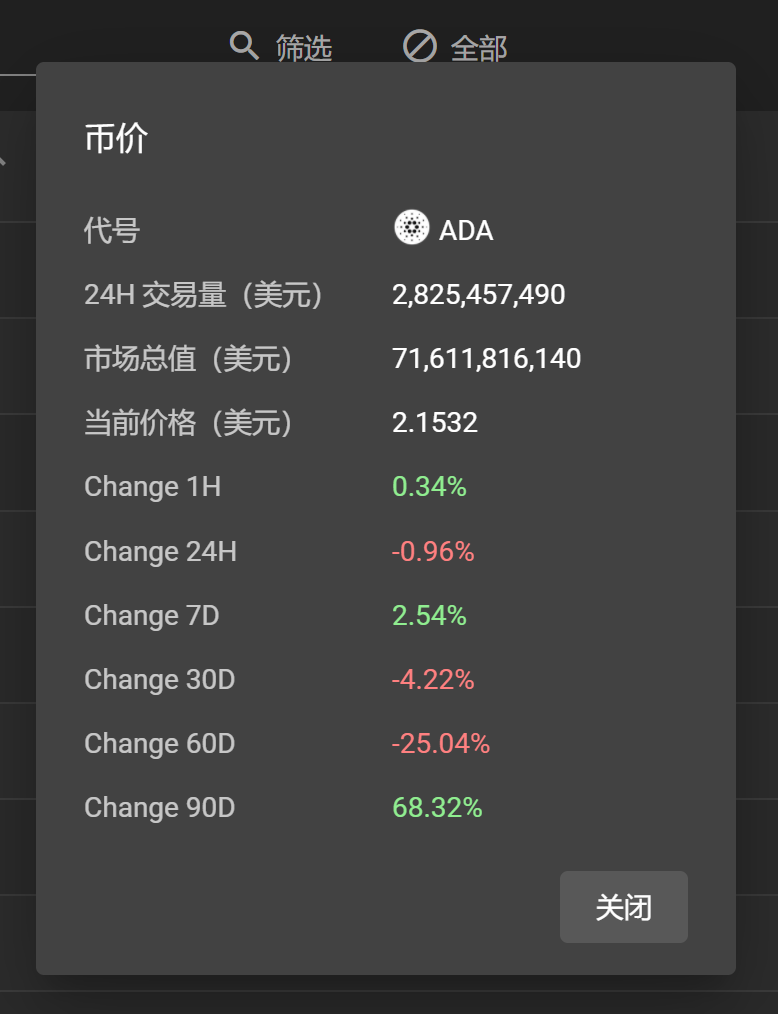 筛选 全部
币价
代号 ADA
24H 交易量（美元） 2,825,457,490
市场总值（美元） 71,611,816,140
当前价格（美元） 2.1532
Change 1H 0.34%
Change 24H -0.96%
Change 7D 2.54%
Change 30D -4.22%
Change 60D -25.04%
Change 90D 68.32%
关闭